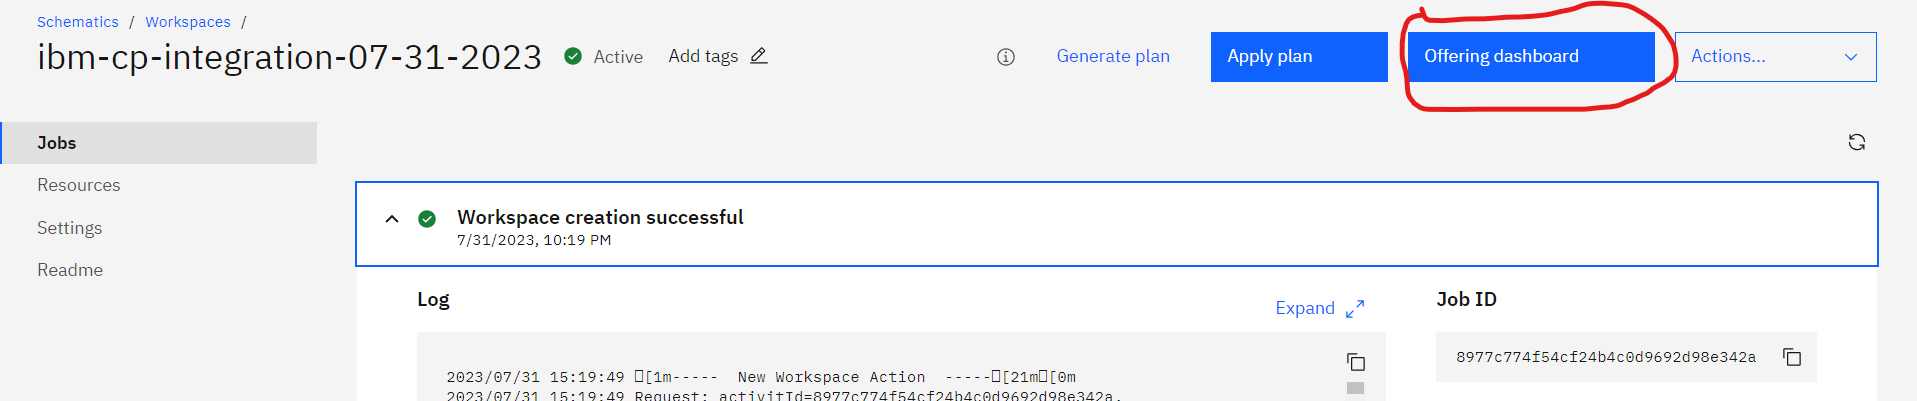 Schematics / Workspaces /
ibm-cp-integration-07-31-2023 Active Add tags Generate plan Apply plan Offering dashboard Actions...
Jobs
Resources
Settings
Readme
Workspace creation successful
7/31/2023, 10:19 PM
Log
Expand
Job ID
2023/07/31 15:19:49 □[1m----- New Workspace Action -----□[21m□[0m
2023/07/31 15:19:49 Request: activitId=8977c774f54cf24b4c0d9692d98e342a,
8977c774f54cf24b4c0d9692d98e342a